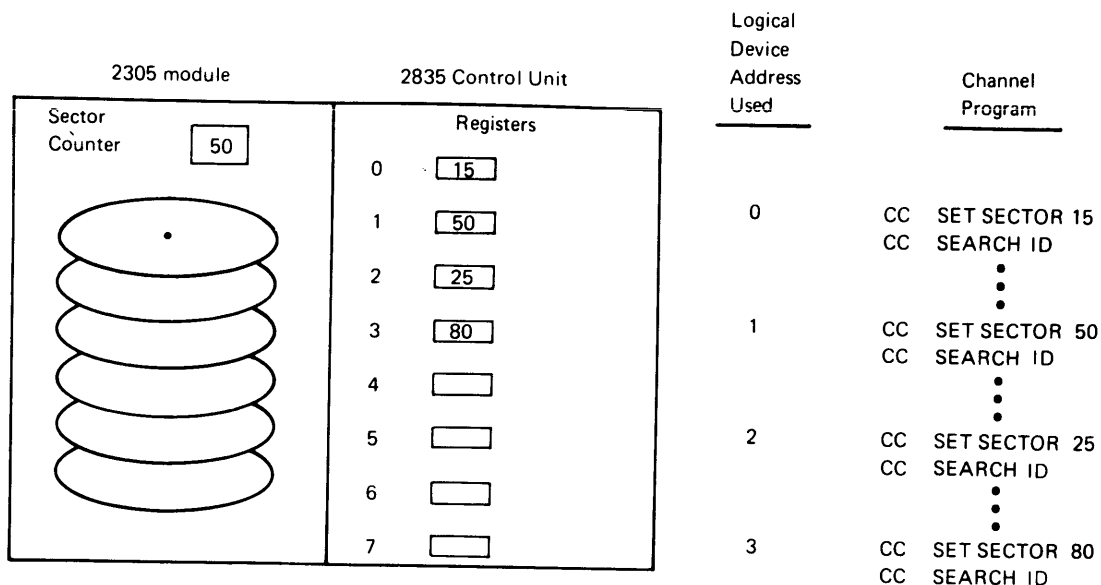 Logical
Device
Address
Used
2305 module
2835 Control Unit
Channel
Program
Sector
Counter
50
Registers
0 15
1 50
2 25
3 80
4
5
6
7
0 CC SET SECTOR 15
CC SEARCH ID
1 CC SET SECTOR 50
CC SEARCH ID
2 CC SET SECTOR 25
CC SEARCH ID
3 CC SET SECTOR 80
CC SEARCH ID